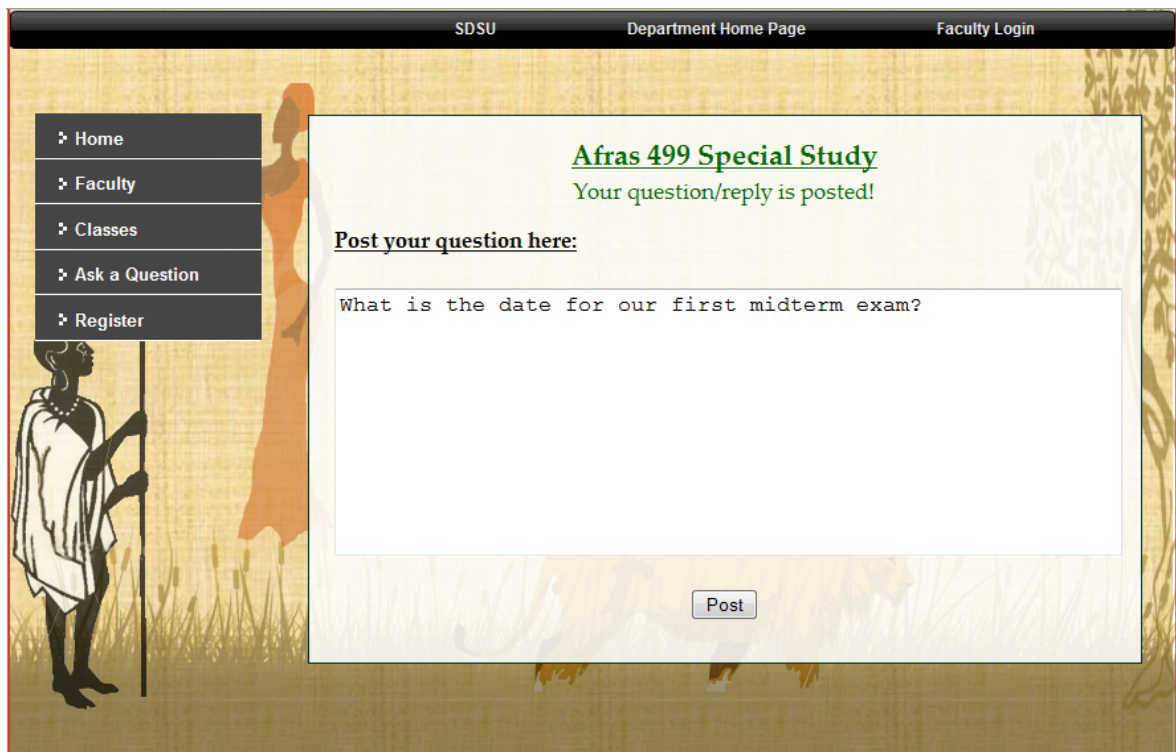 SDSU Department Home Page Faculty Login
Home
Faculty
Classes
Ask a Question
Register
Afras 499 Special Study
Your question/reply is posted!
Post your question here:
What is the date for our first midterm exam?
Post